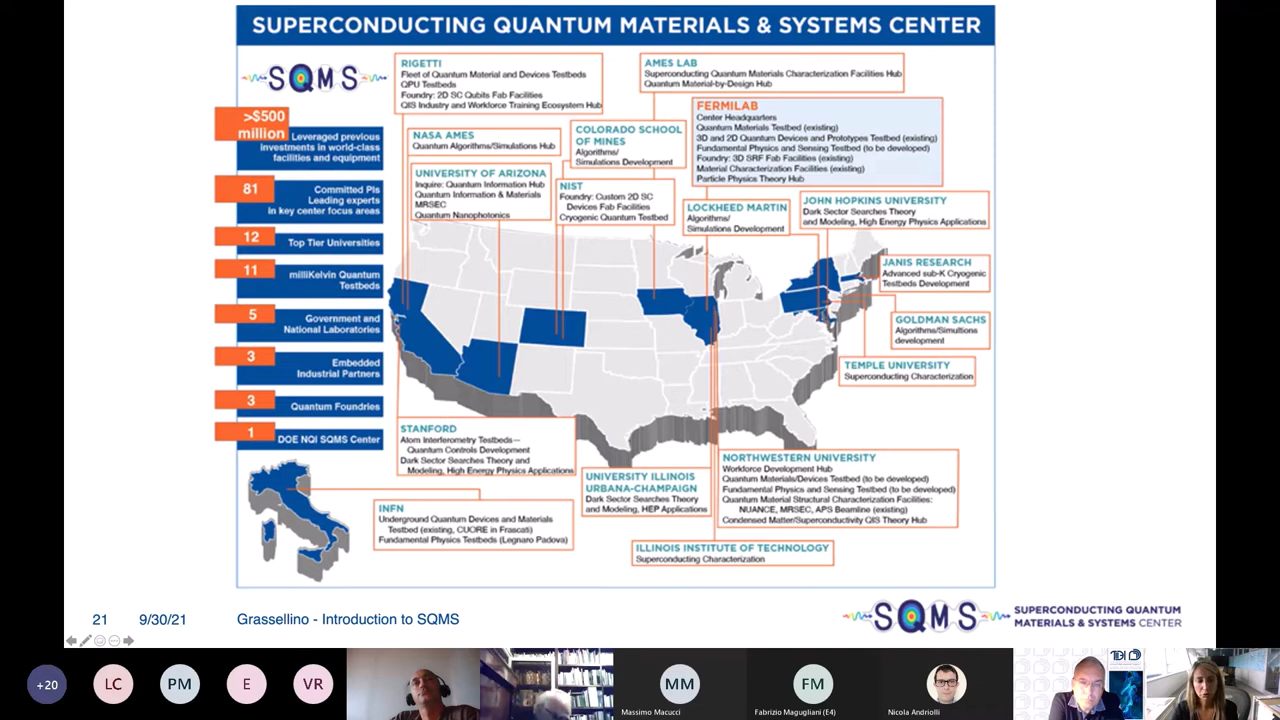 SUPERCONDUCTING QUANTUM MATERIALS & SYSTEMS CENTER
SQMS
>$500
million
Leveraged previous
investments in world-class
facilities and equipment
81
Committed PIs
Leading experts
in key center focus areas
12
Top Tier Universities
11
milliKelvin Quantum
Testbeds
5
Government and
National Laboratories
3
Embedded
Industrial Partners
3
Quantum Foundries
1
DOE NQI SQMS Center
RIGETTI
Fleet of Quantum Material and Devices Testbeds
QPU Testbeds
Foundry: 2D SC Qubits Fab Facilities
QIS Industry and Workforce Training Ecosystem Hub
AMES LAB
Superconducting Quantum Materials Characterization Facilities Hub
Quantum Material-by-Design Hub
FERMILAB
Center Headquarters
Quantum Materials Testbed (existing)
3D and 2D Quantum Devices and Prototypes Testbed (existing)
Fundamental Physics and Sensing Testbed (to be developed)
Foundry: 3D SRF Fab Facilities (existing)
Material Characterization Facilities (existing)
Particle Physics Theory Hub
NASA AMES
Quantum Algorithms/Simulations Hub
COLORADO SCHOOL
OF MINES
Algorithms/
Simulations Development
UNIVERSITY OF ARIZONA
Inquire: Quantum Information Hub
Quantum Information & Materials
MRSEC
Quantum Nanophotonics
NIST
Foundry: Custom 2D SC
Devices Fab Facilities
Cryogenic Quantum Testbed
LOCKHEED MARTIN
Algorithms/
Simulations Development
JOHN HOPKINS UNIVERSITY
Dark Sector Searches Theory
and Modeling, High Energy Physics Applications
JANIS RESEARCH
Advanced sub-K Cryogenic
Testbeds Development
GOLDMAN SACHS
Algorithms/Simultions
development
TEMPLE UNIVERSITY
Superconducting Characterization
STANFORD
Atom Interferometry Testbeds—
Quantum Controls Development
Dark Sector Searches Theory and
Modeling, High Energy Physics Applications
UNIVERSITY ILLINOIS
URBANA-CHAMPAIGN
Dark Sector Searches Theory
and Modeling, HEP Applications
NORTHWESTERN UNIVERSITY
Workforce Development Hub
Quantum Materials/Devices Testbed (to be developed)
Fundamental Physics and Sensing Testbed (to be developed)
Quantum Material Structural Characterization Facilities:
NUANCE, MRSEC, APS Beamline (existing)
Condensed Matter/Superconductivity QIS Theory Hub
INFN
Underground Quantum Devices and Materials
Testbed (existing, CUORE in Frascati)
Fundamental Physics Testbeds (Legnaro Padova)
ILLINOIS INSTITUTE OF TECHNOLOGY
Superconducting Characterization
21
9/30/21
Grassellino - Introduction to SQMS
SQMS
SUPERCONDUCTING QUANTUM
MATERIALS & SYSTEMS CENTER
+20
LC
PM
E
VR
MM
Massimo Macucci
FM
Fabrizio Magugliani (E4)
Nicola Andriolli